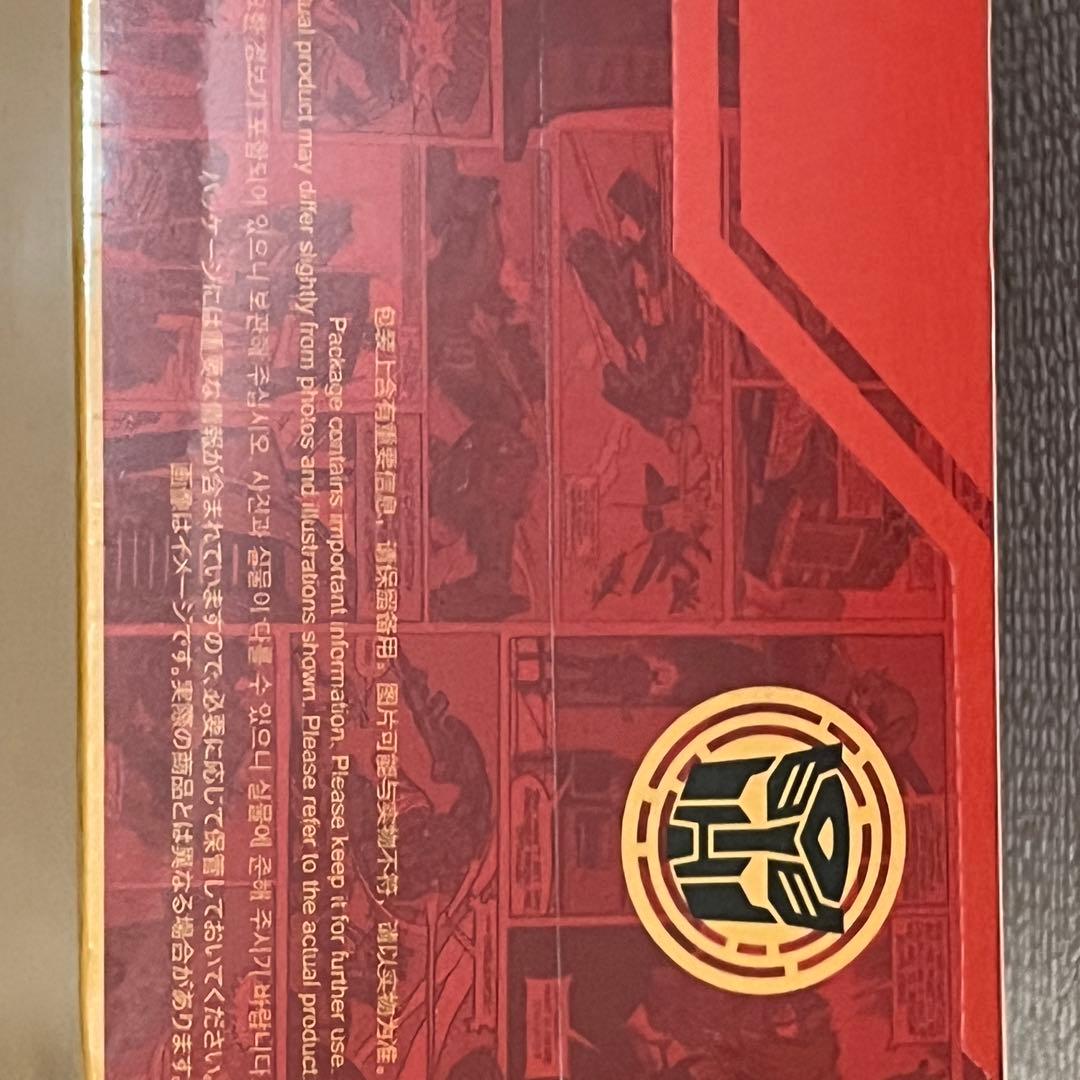 包装上含有重要信息，请保留备用。图片可能与实物不符，请以实物为准。
Package contains important information. Please keep it for further use.
product may differ slightly from photos and illustrations shown. Please refer to the actual product.
포함되어 있으니 보관해 주십시오. 사진과 실물이 다를 수 있으니 실물에 준해 주시기 바랍니다
パッケージには重要な情報が含まれていますので、必要に応じて保管しておいてください。
画像はイメージです。実際の商品とは異なる場合があります。